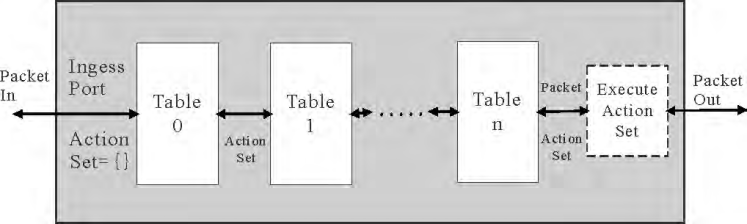 Packet
In
Ingess
Port
Action
Set= { }
Table
0
Action
Set
Table
1
.....
Table
n
Packet
Action
Set
Execute
Action
Set
Packet
Out